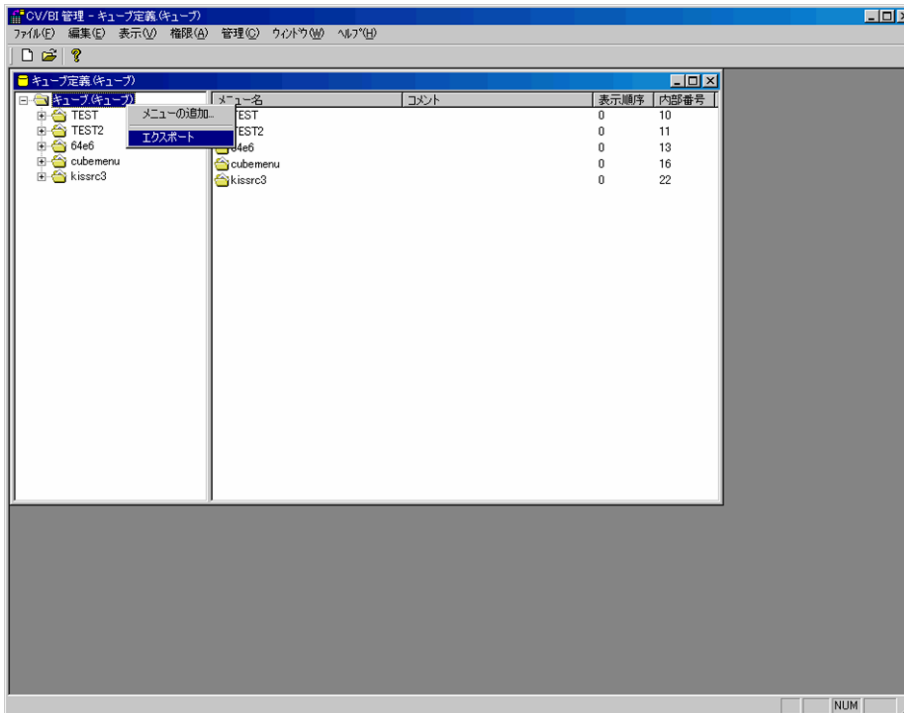 CV/BI 管理 - キューブ定義(キューブ)
ファイル(F) 編集(E) 表示(V) 権限(A) 管理(C) ウィンドウ(W) ヘルプ(H)
キューブ定義(キューブ)
キューブ.(キューブ)
TEST
TEST2
64e6
cubemenu
kissrc3
メニューの追加...
エクスポート
メニュー名 コメント 表示順序 内部番号
TEST 0 10
TEST2 0 11
64e6 0 13
cubemenu 0 16
kissrc3 0 22
NUM